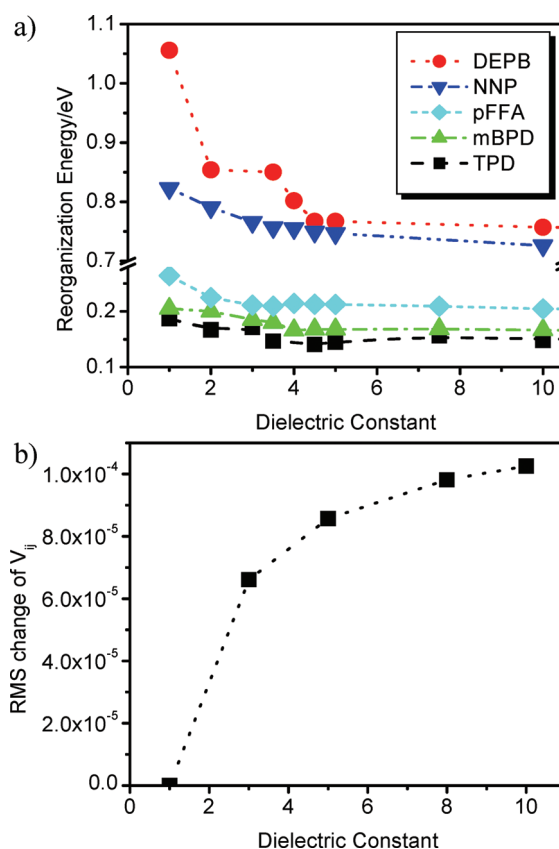 a)
1.1
1.0
0.9
0.8
0.7
0.2
0.1
Reorganization Energy/eV
DEPB
NNP
pFFA
mBPD
TPD
0 2 4 6 8 10
Dielectric Constant
b)
1.0x10-4
8.0x10-5
6.0x10-5
4.0x10-5
2.0x10-5
0.0
RMS change of Vij
0 2 4 6 8 10
Dielectric Constant